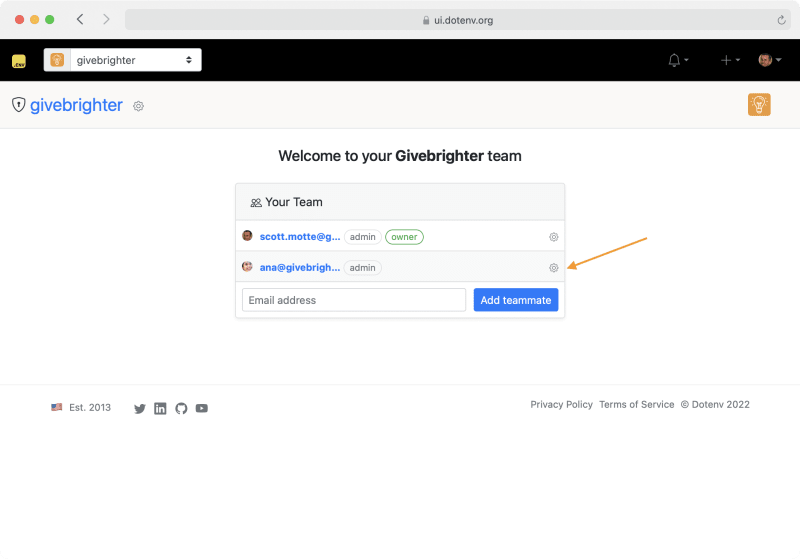 ui.dotenv.org
.ENV
givebrighter
givebrighter
Welcome to your Givebrighter team
Your Team
scott.motte@g... admin owner
ana@givebrigh... admin
Email address Add teammate
Est. 2013
Privacy Policy Terms of Service © Dotenv 2022